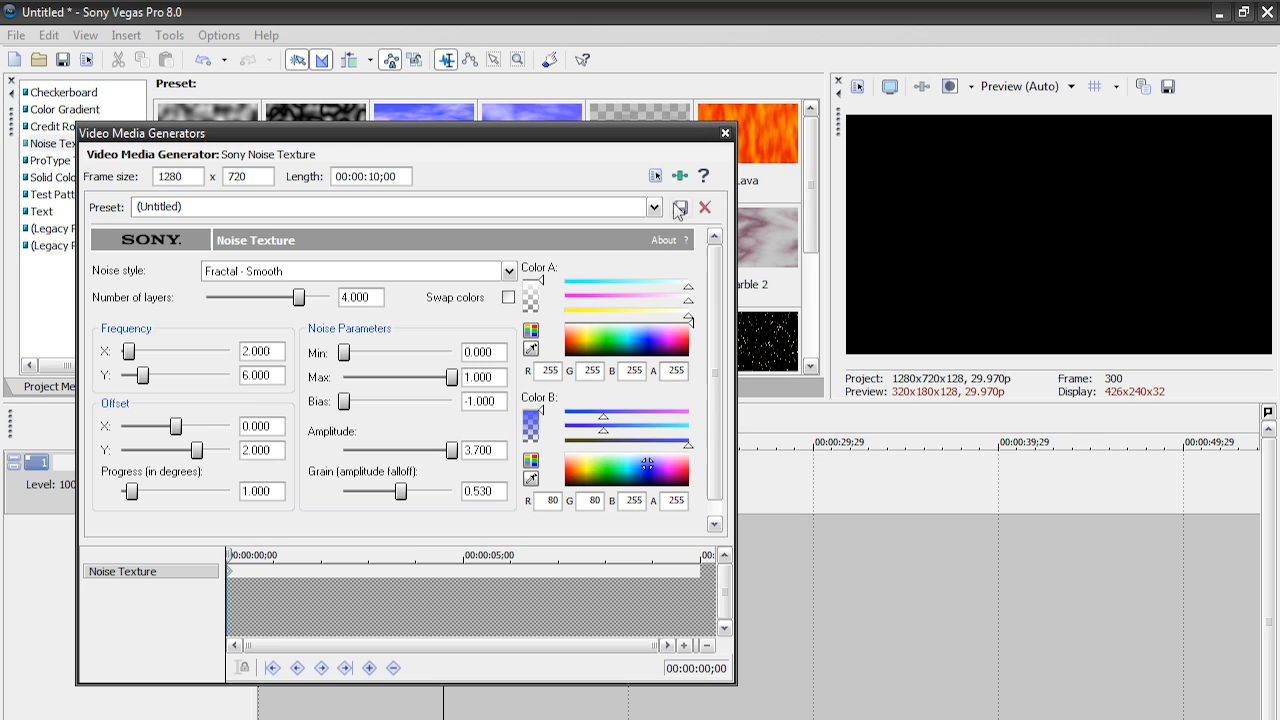 Untitled * - Sony Vegas Pro 8.0
File Edit View Insert Tools Options Help
Preset:
Checkerboard
Color Gradient
Credit Ro
Noise Tex
ProType T
Solid Colo
Test Patt
Text
(Legacy P
(Legacy P
Project Me
Lava
arble 2
Preview (Auto)
Project: 1280x720x128, 29.970p Frame: 300
Preview: 320x180x128, 29.970p Display: 426x240x32
Video Media Generators
Video Media Generator: Sony Noise Texture
Frame size: 1280 x 720 Length: 00:00:10;00
Preset: (Untitled)
SONY. Noise Texture About ?
Noise style: Fractal - Smooth
Number of layers: 4.000 Swap colors
Frequency
X: 2.000
Y: 6.000
Offset
X: 0.000
Y: 2.000
Progress (in degrees):
1.000
Noise Parameters
Min: 0.000
Max: 1.000
Bias: -1.000
Amplitude:
3.700
Grain (amplitude falloff):
0.530
Color A:
R 255 G 255 B 255 A 255
Color B:
R 80 G 80 B 255 A 255
00:00:00;00 00:00:05;00 00:
Noise Texture
00:00:00;00
1
Level: 100
00:00:29;29 00:00:39;29 00:00:49;29